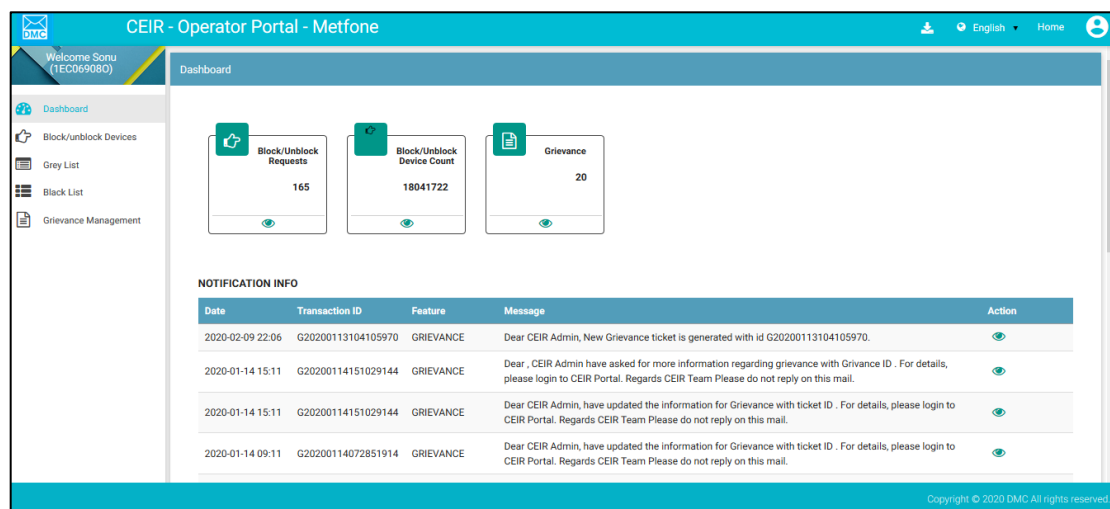 DMC
CEIR - Operator Portal - Metfone
English
Home
Welcome Sonu
(1EC06908O)
Dashboard
Dashboard
Block/unblock Devices
Grey List
Black List
Grievance Management
Block/Unblock
Requests
165
Block/Unblock
Device Count
18041722
Grievance
20
NOTIFICATION INFO
Date Transaction ID Feature Message Action
2020-02-09 22:06 G20200113104105970 GRIEVANCE Dear CEIR Admin, New Grievance ticket is generated with id G20200113104105970.
2020-01-14 15:11 G20200114151029144 GRIEVANCE Dear , CEIR Admin have asked for more information regarding grievance with Grivance ID . For details,
please login to CEIR Portal. Regards CEIR Team Please do not reply on this mail.
2020-01-14 15:11 G20200114151029144 GRIEVANCE Dear CEIR Admin, have updated the information for Grievance with ticket ID . For details, please login to
CEIR Portal. Regards CEIR Team Please do not reply on this mail.
2020-01-14 09:11 G20200114072851914 GRIEVANCE Dear CEIR Admin, have updated the information for Grievance with ticket ID . For details, please login to
CEIR Portal. Regards CEIR Team Please do not reply on this mail.
Copyright © 2020 DMC All rights reserved.